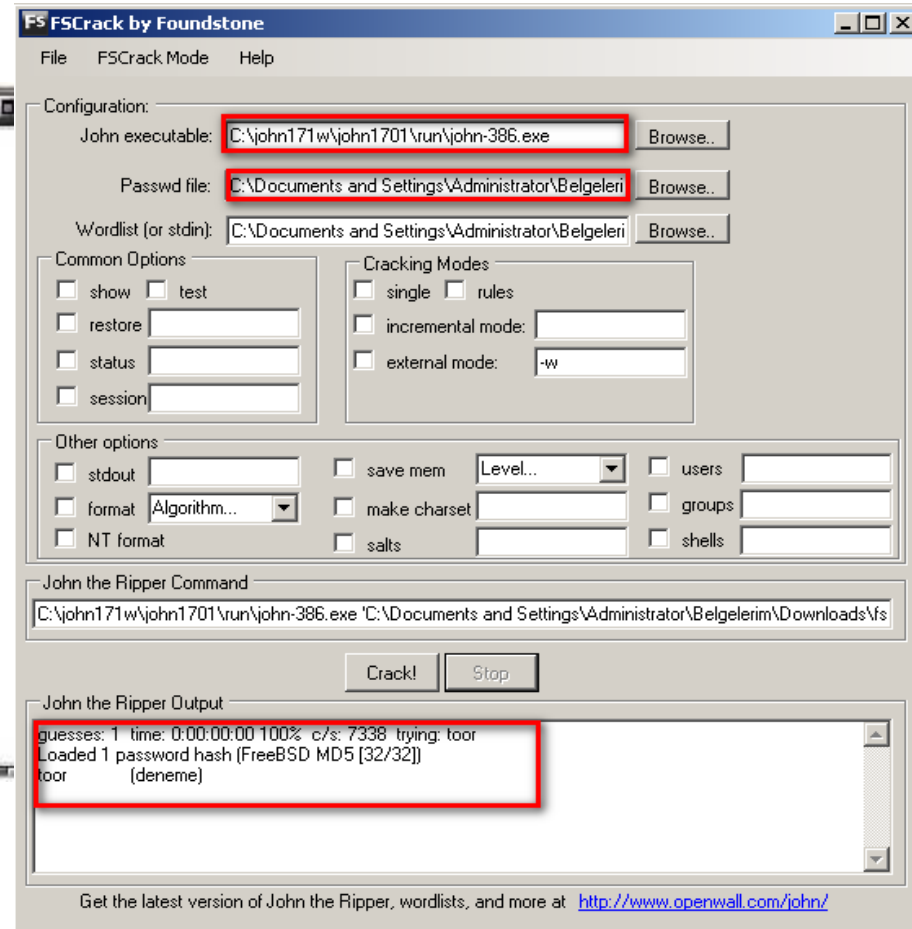 FS FSCrack by Foundstone
File FSCrack Mode Help
Configuration:
John executable: C:\john171w\john1701\run\john-386.exe Browse..
Passwd file: C:\Documents and Settings\Administrator\Belgeleri Browse..
Wordlist (or stdin): C:\Documents and Settings\Administrator\Belgeleri Browse..
Common Options
show test
restore
status
session
Cracking Modes
single rules
incremental mode:
external mode: -w
Other options
stdout save mem Level... users
format Algorithm... make charset groups
NT format salts shells
John the Ripper Command
C:\john171w\john1701\run\john-386.exe 'C:\Documents and Settings\Administrator\Belgelerim\Downloads\fs
Crack! Stop
John the Ripper Output
guesses: 1 time: 0:00:00:00 100% c/s: 7338 trying: toor
Loaded 1 password hash (FreeBSD MD5 [32/32])
toor (deneme)
Get the latest version of John the Ripper, wordlists, and more at http://www.openwall.com/john/